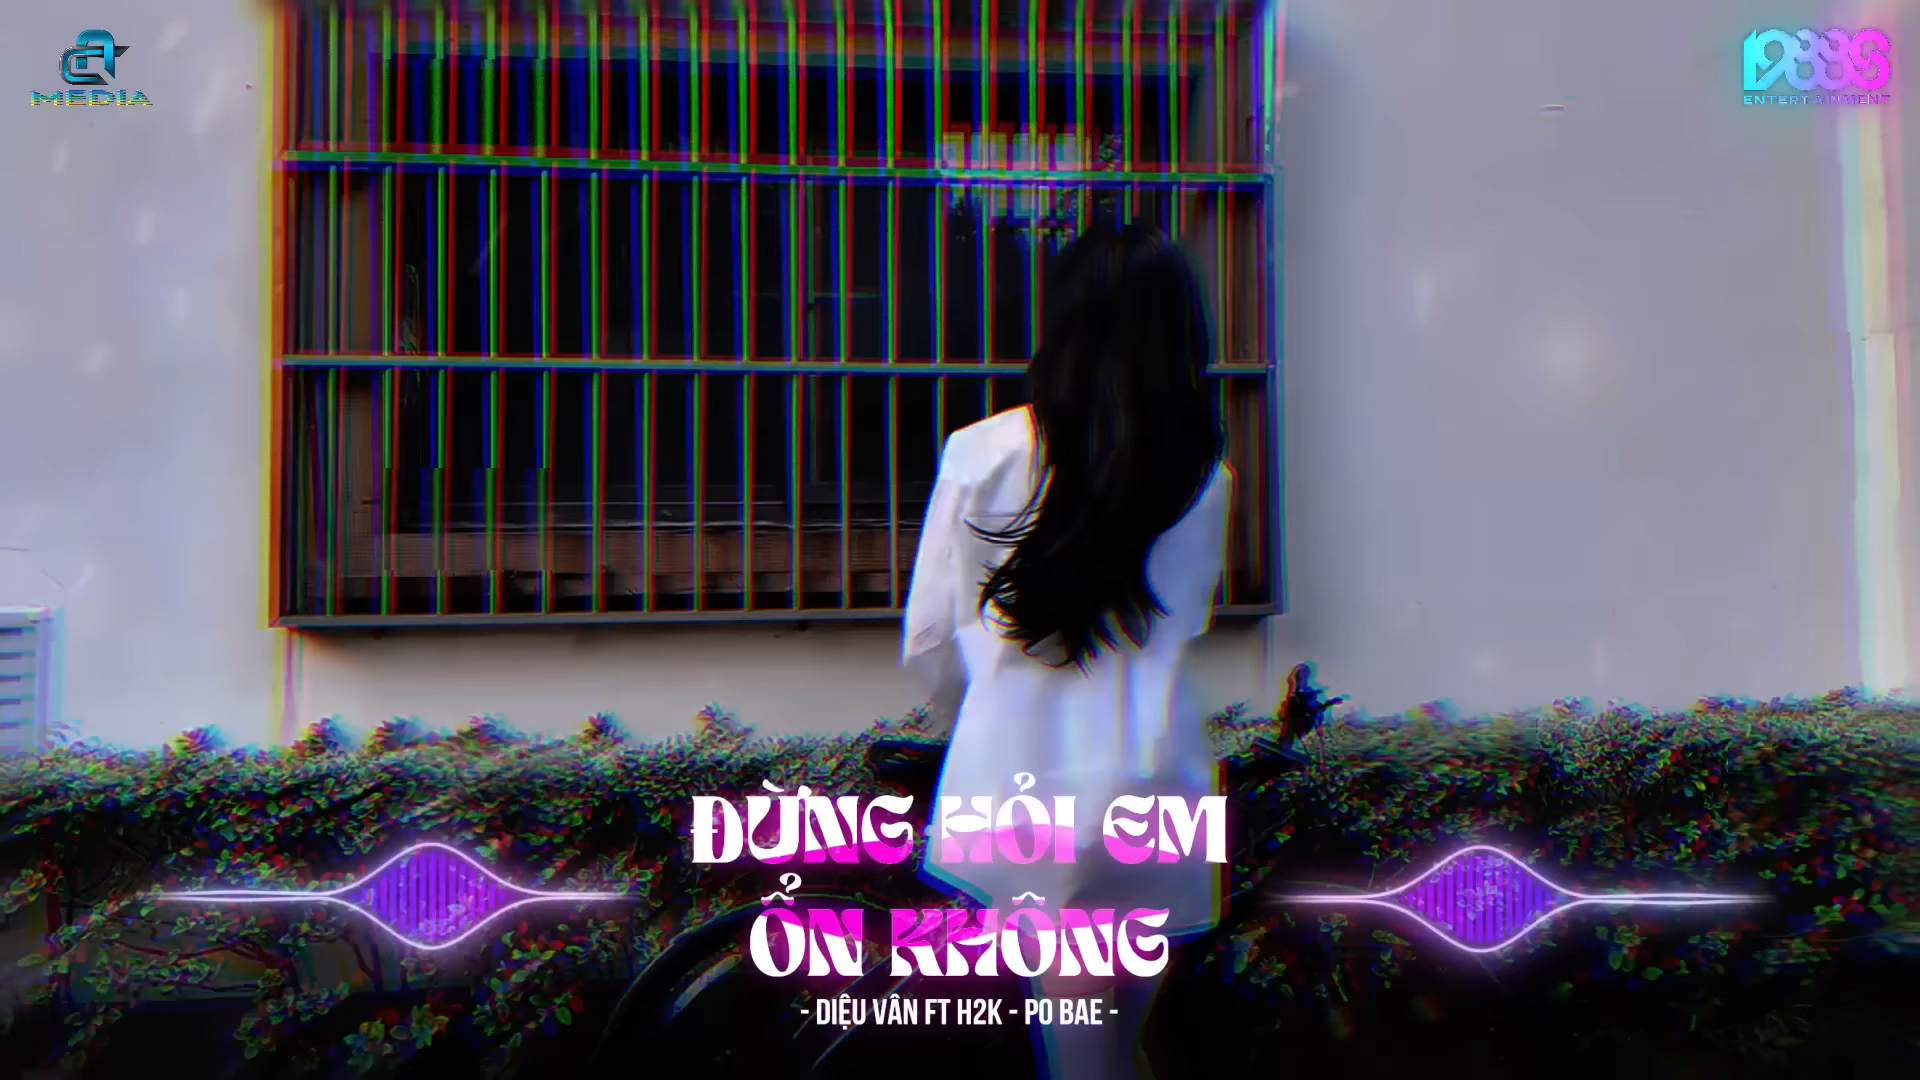 MEDIA
1988S
ENTERTAINMENT
ĐỪNG HỎI EM
ỔN KHÔNG
- DIỆU VÂN FT H2K - PO BAE -